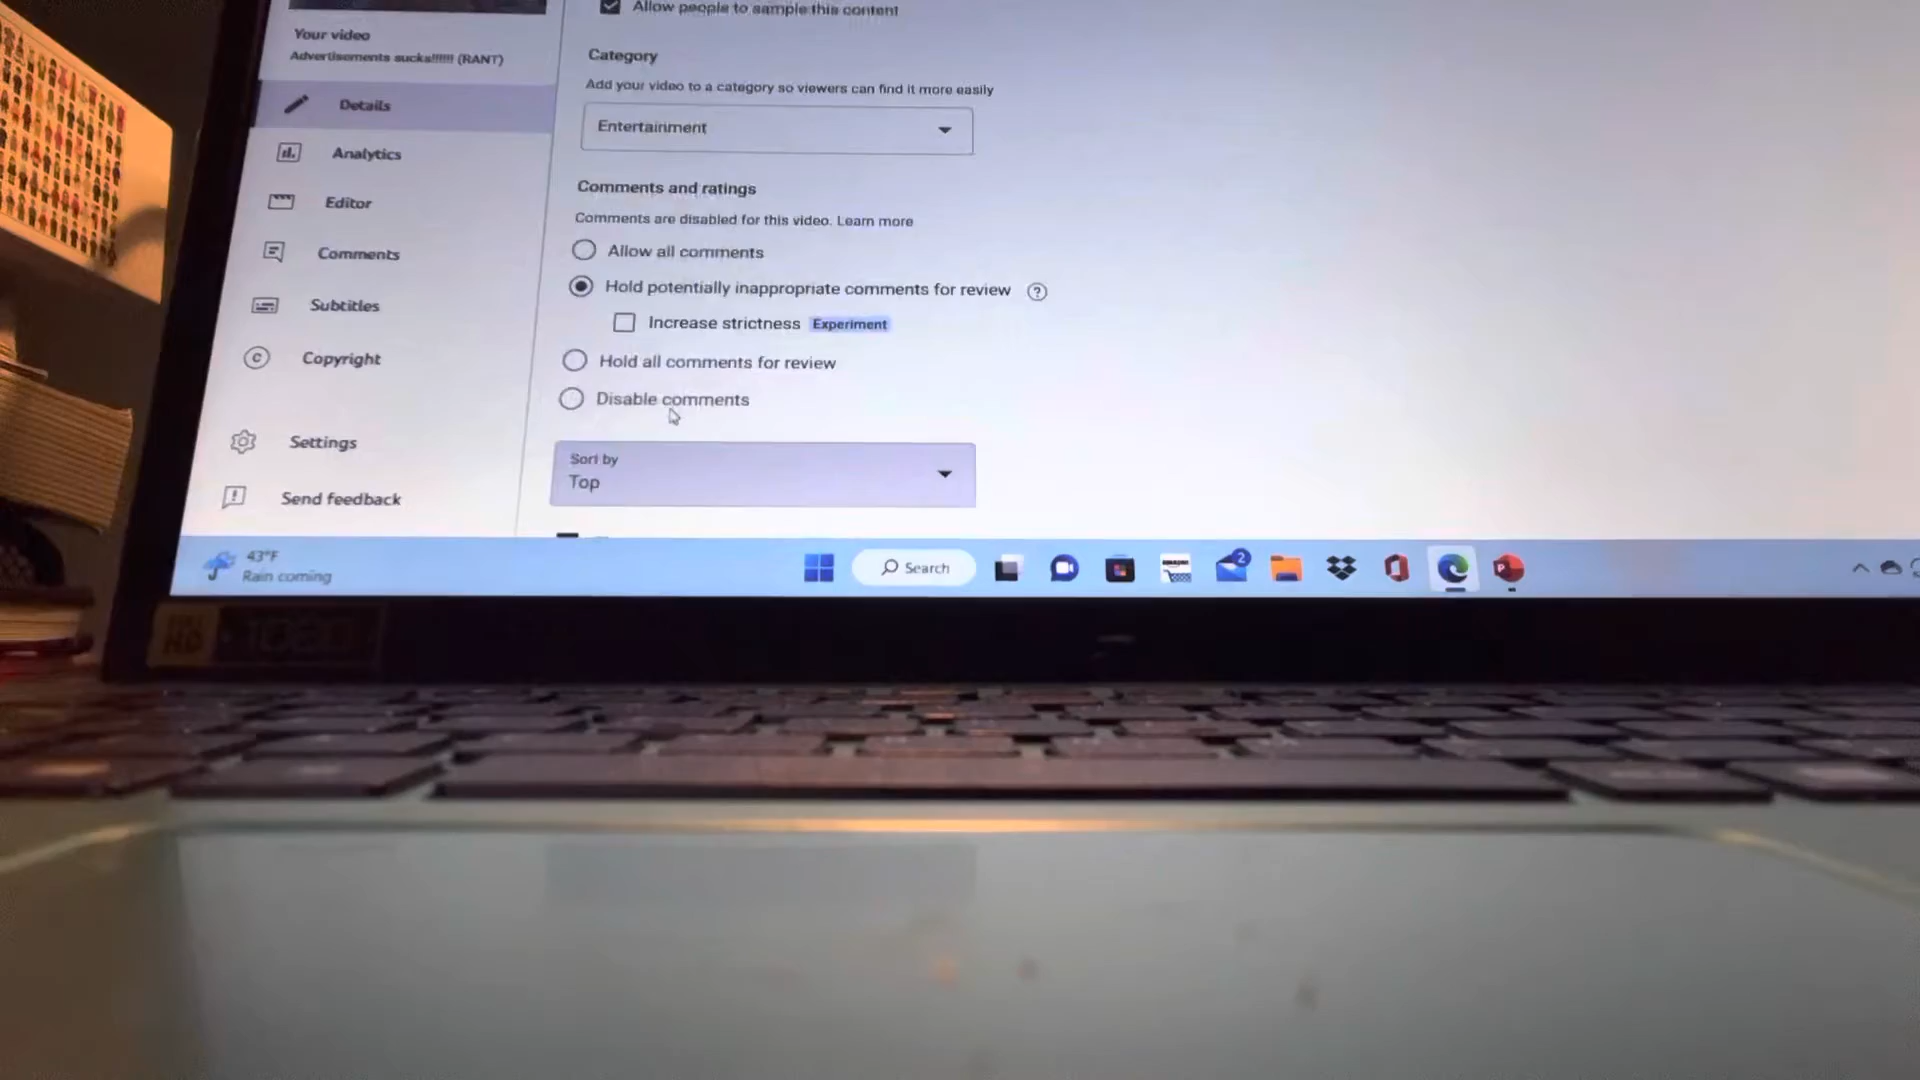 Allow people to sample this content
Your video
Advertisements sucks!!!!!! (RANT)
Details
Analytics
Editor
Comments
Subtitles
Copyright
Settings
Send feedback
Category
Add your video to a category so viewers can find it more easily
Entertainment
Comments and ratings
Comments are disabled for this video. Learn more
Allow all comments
Hold potentially inappropriate comments for review ?
Increase strictness Experiment
Hold all comments for review
Disable comments
Sort by
Top
43°F
Rain coming
Search
2
P
HD 1080